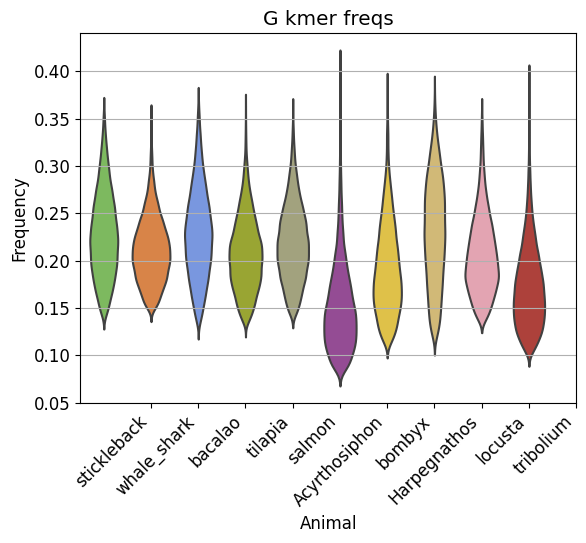 G kmer freqs
0.40
0.35
0.30
0.25
0.20
0.15
0.10
0.05
Frequency
stickleback
whale_shark
bacalao
tilapia
salmon
Acyrthosiphon
bombyx
Harpegnathos
locusta
tribolium
Animal